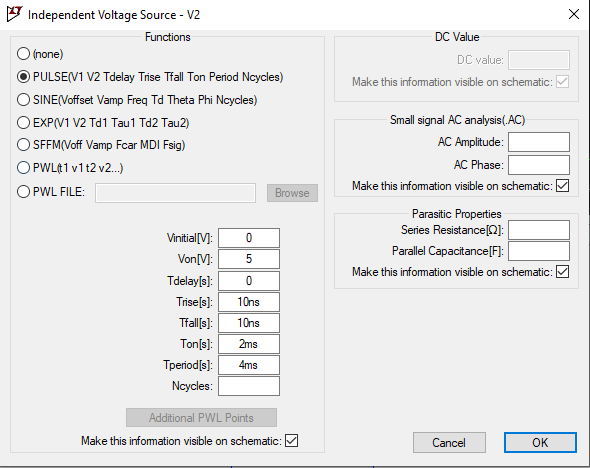 Independent Voltage Source - V2
Functions
(none)
PULSE(V1 V2 Tdelay Trise Tfall Ton Period Ncycles)
SINE(Voffset Vamp Freq Td Theta Phi Ncycles)
EXP(V1 V2 Td1 Tau1 Td2 Tau2)
SFFM(Voff Vamp Fcar MDI Fsig)
PWL(t1 v1 t2 v2...)
PWL FILE:
Browse
Vinitial[V]: 0
Von[V]: 5
Tdelay[s]: 0
Trise[s]: 10ns
Tfall[s]: 10ns
Ton[s]: 2ms
Tperiod[s]: 4ms
Ncycles:
Additional PWL Points
Make this information visible on schematic:
DC Value
DC value:
Make this information visible on schematic:
Small signal AC analysis(.AC)
AC Amplitude:
AC Phase:
Make this information visible on schematic:
Parasitic Properties
Series Resistance[Ω]:
Parallel Capacitance[F]:
Make this information visible on schematic:
Cancel
OK